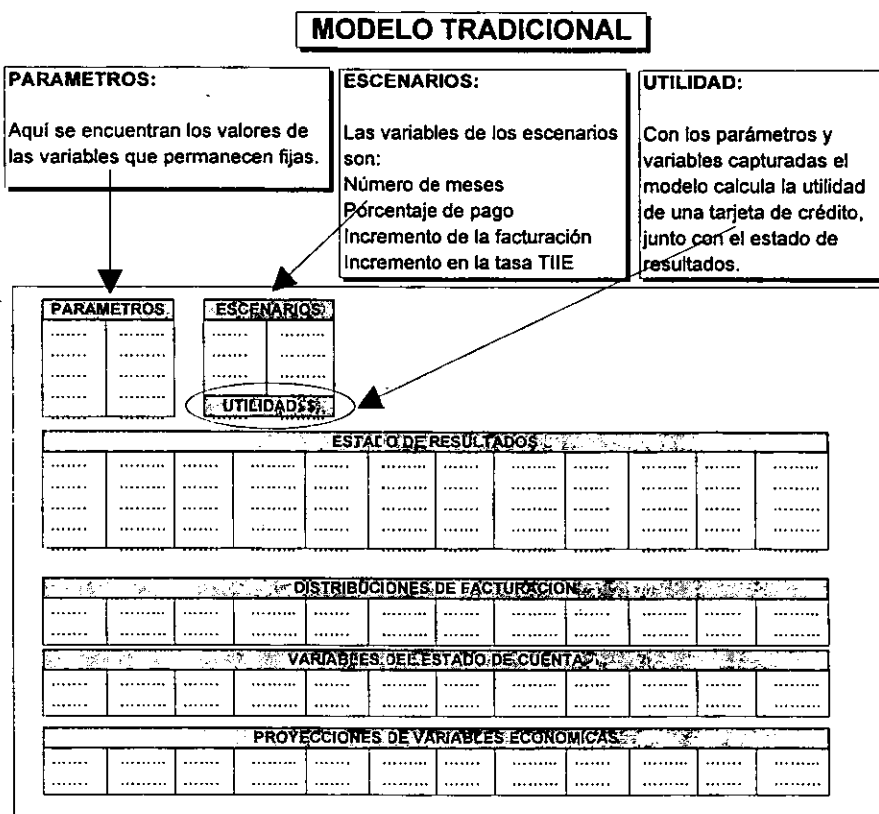 MODELO TRADICIONAL
PARAMETROS:
Aquí se encuentran los valores de
las variables que permanecen fijas.
ESCENARIOS:
Las variables de los escenarios
son:
Número de meses
Porcentaje de pago
Incremento de la facturación
Incremento en la tasa TIIE
UTILIDAD:
Con los parámetros y
variables capturadas el
modelo calcula la utilidad
de una tarjeta de crédito,
junto con el estado de
resultados.
PARAMETROS
ESCENARIOS
UTILIDAD $$
ESTADO DE RESULTADOS
DISTRIBUCIONES DE FACTURACION
VARIABLES DEL ESTADO DE CUENTA
PROYECCIONES DE VARIABLES ECONOMICAS